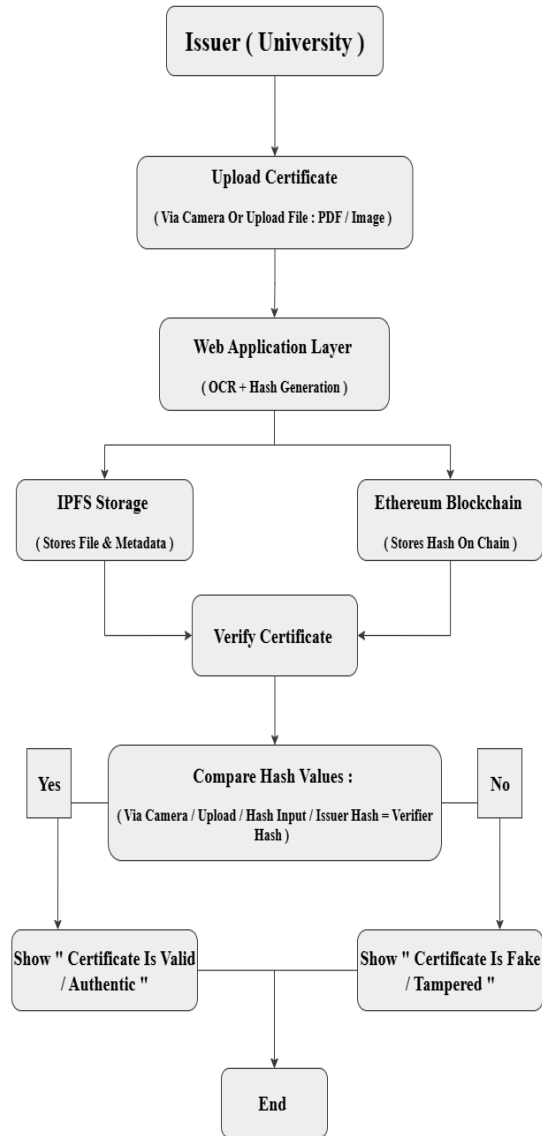 Issuer ( University )
Upload Certificate
( Via Camera Or Upload File : PDF / Image )
Web Application Layer
( OCR + Hash Generation )
IPFS Storage
( Stores File & Metadata )
Ethereum Blockchain
( Stores Hash On Chain )
Verify Certificate
Yes
Compare Hash Values :
( Via Camera / Upload / Hash Input / Issuer Hash = Verifier
Hash )
No
Show " Certificate Is Valid
/ Authentic "
Show " Certificate Is Fake
/ Tampered "
End